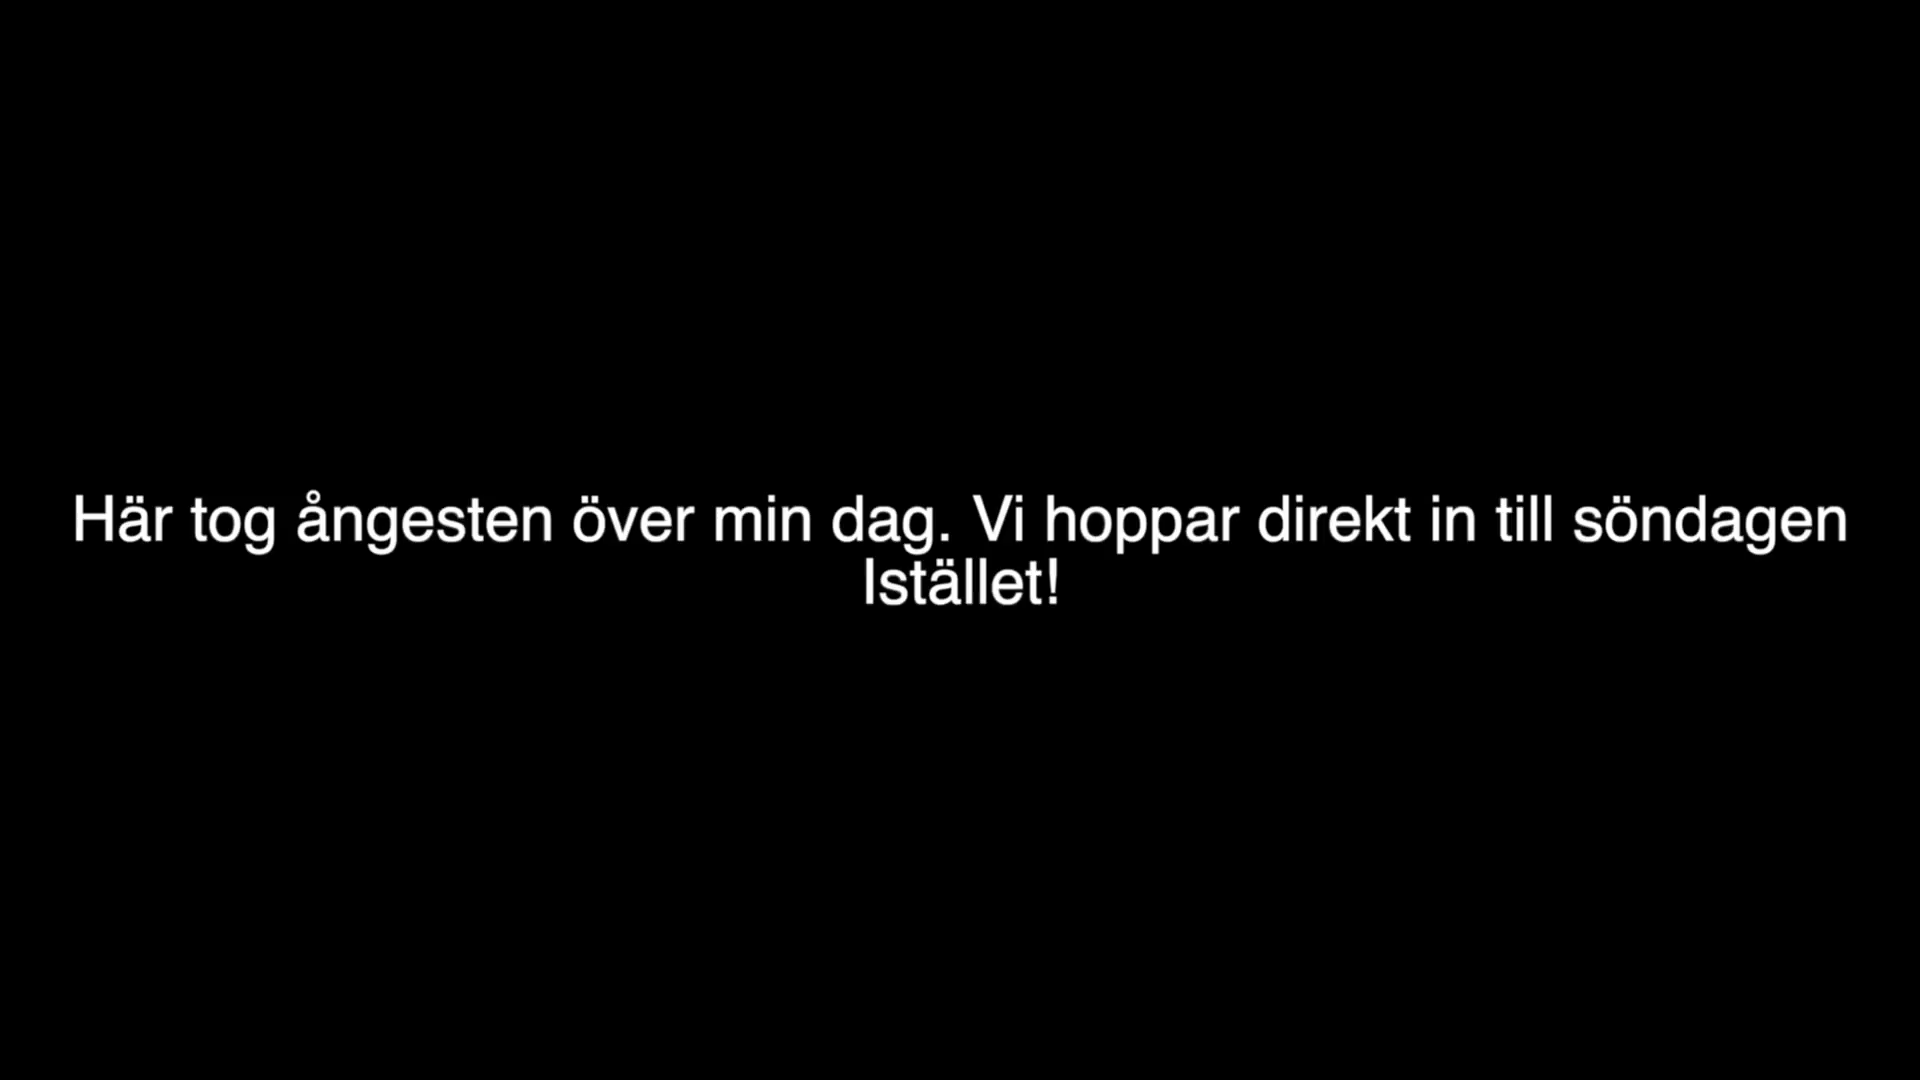 Här tog ångesten över min dag. Vi hoppar direkt in till söndagen
Istället!